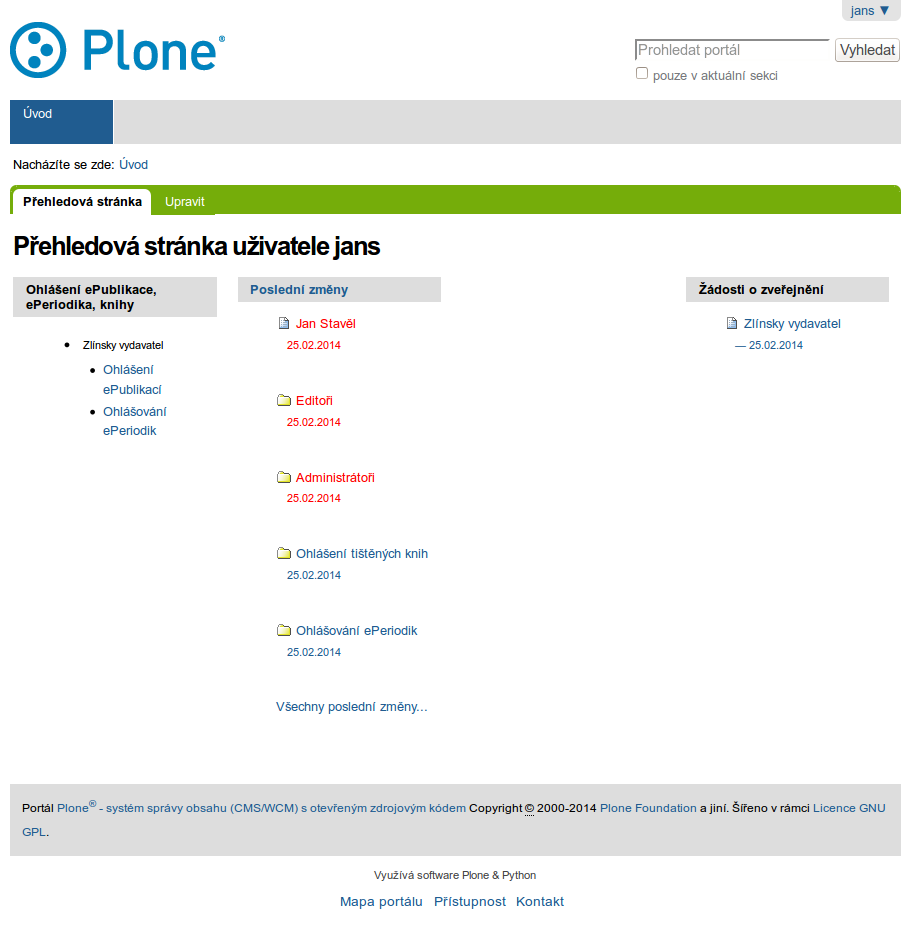 jans ▼
Plone®
Prohledat portál
Vyhledat
pouze v aktuální sekci
Úvod
Nacházíte se zde: Úvod
Přehledová stránka
Upravit
Přehledová stránka uživatele jans
Ohlášení ePublikace,
ePeriodika, knihy
Zlínsky vydavatel
Ohlášení
ePublikací
Ohlášování
ePeriodik
Poslední změny
Jan Stavěl
25.02.2014
Editoři
25.02.2014
Administrátoři
25.02.2014
Ohlášení tištěných knih
25.02.2014
Ohlášování ePeriodik
25.02.2014
Všechny poslední změny...
Žádosti o zveřejnění
Zlínsky vydavatel
— 25.02.2014
Portál Plone® - systém správy obsahu (CMS/WCM) s otevřeným zdrojovým kódem Copyright © 2000-2014 Plone Foundation a jiní. Šířeno v rámci Licence GNU
GPL.
Využívá software Plone & Python
Mapa portálu Přístupnost Kontakt